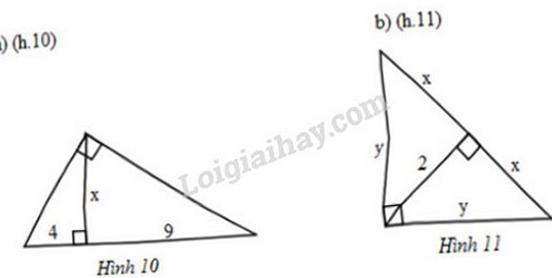 ) (h.10)
b) (h.11)
x
y
2
x
y
x
4
9
Loigiaihay.com
Hình 10
Hình 11